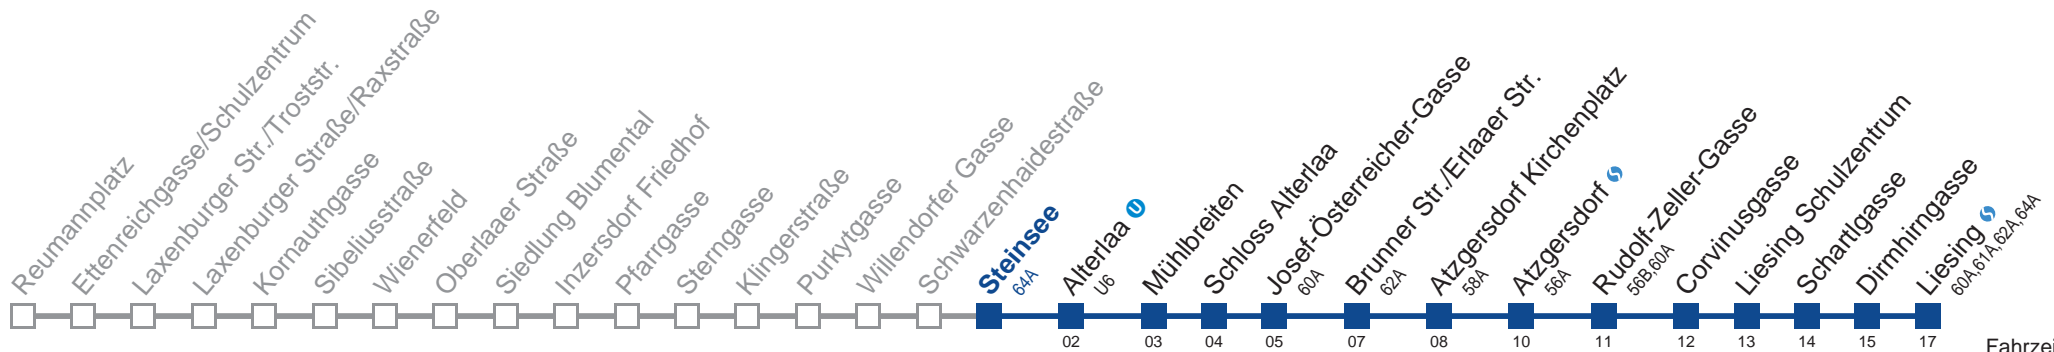 Reumannplatz
Ettenreichgasse/Schulzentrum
Laxenburger Str./Troststr.
Laxenburger Straße/Raxstraße
Kornauthgasse
Sibeliusstraße
Wienerfeld
Oberlaaer Straße
Siedlung Blumental
Inzersdorf Friedhof
Pfarrgasse
Sterngasse
Klingerstraße
Purkytgasse
Willendorfer Gasse
Schwarzenhaidestraße
Steinsee
64A
Alterlaa U
U6
Mühlbreiten
Schloss Alterlaa
Josef-Österreicher-Gasse
60A
Brunner Str./Erlaaer Str.
62A
Atzgersdorf Kirchenplatz
58A
Atzgersdorf S
56A
Rudolf-Zeller-Gasse
56B,60A
Corvinusgasse
Liesing Schulzentrum
Schartlgasse
Dirmhirngasse
Liesing S
60A,61A,62A,64A
02 03 04 05 07 08 10 11 12 13 14 15 17
Fahrzei